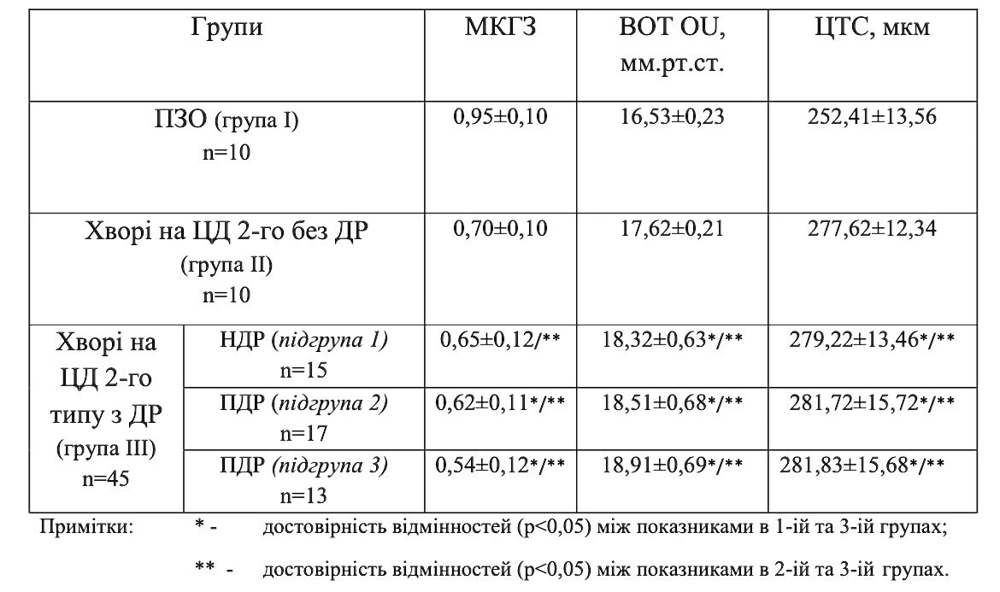 Групи МКГЗ ВОТ OU, ЦТС, мкм
мм.рт.ст.
ПЗО (група I) 0,95±0,10 16,53±0,23 252,41±13,56
n=10
Хворі на ЦД 2-го без ДР 0,70±0,10 17,62±0,21 277,62±12,34
(група II)
n=10
Хворі на
ЦД 2-го
типу з ДР
(група III)
n=45
НДР (підгрупа 1) 0,65±0,12/** 18,32±0,63*/** 279,22±13,46*/**
n=15
ПДР (підгрупа 2) 0,62±0,11*/** 18,51±0,68*/** 281,72±15,72*/**
n=17
ПДР (підгрупа 3) 0,54±0,12*/** 18,91±0,69*/** 281,83±15,68*/**
n=13
Примітки: * - достовірність відмінностей (р<0,05) між показниками в 1-ій та 3-ій групах;
** - достовірність відмінностей (р<0,05) між показниками в 2-ій та 3-ій групах.